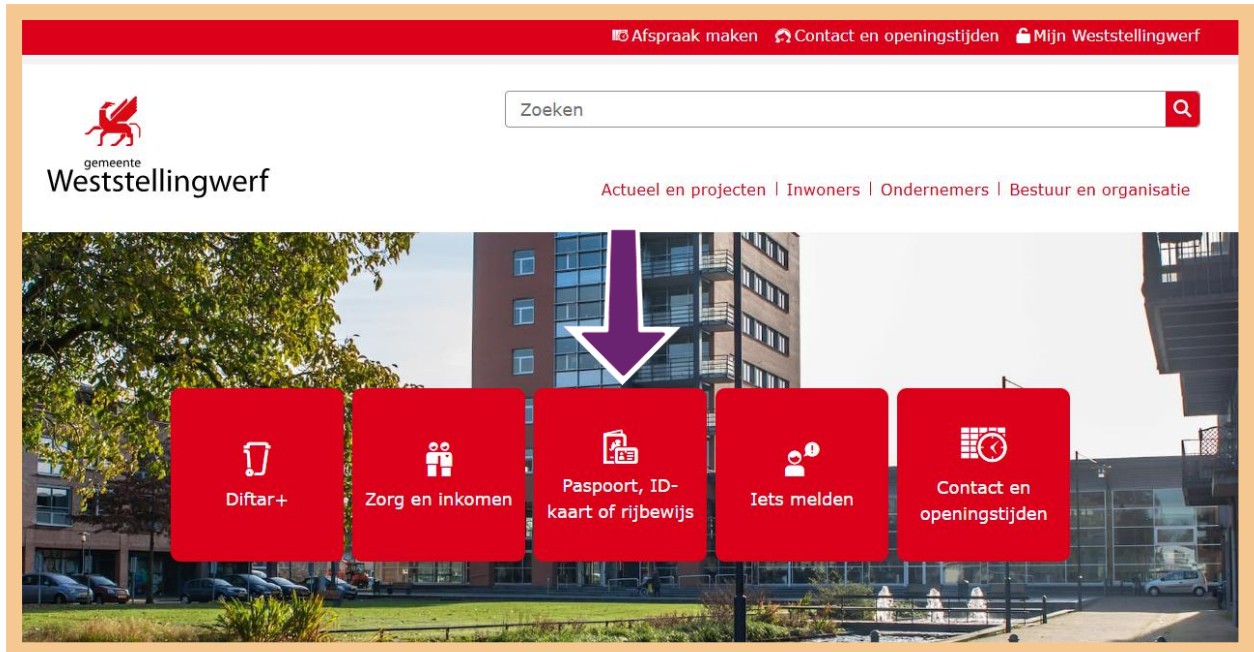 Afspraak maken Contact en openingstijden Mijn Weststellingwerf
Zoeken
gemeente
Weststellingwerf
Actueel en projecten | Inwoners | Ondernemers | Bestuur en organisatie
Diftar+
Zorg en inkomen
Paspoort, ID-
kaart of rijbewijs
Iets melden
Contact en
openingstijden